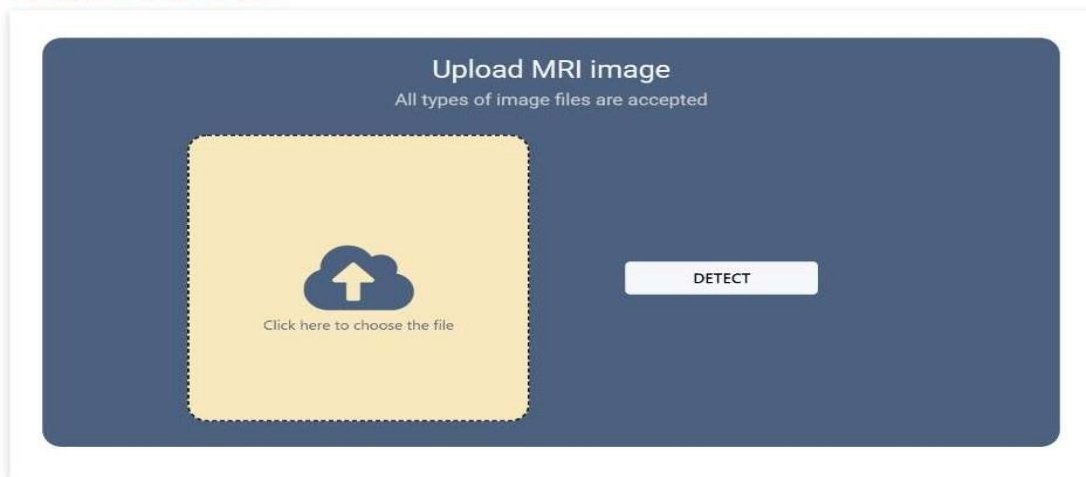 Upload MRI image
All types of image files are accepted
Click here to choose the file
DETECT